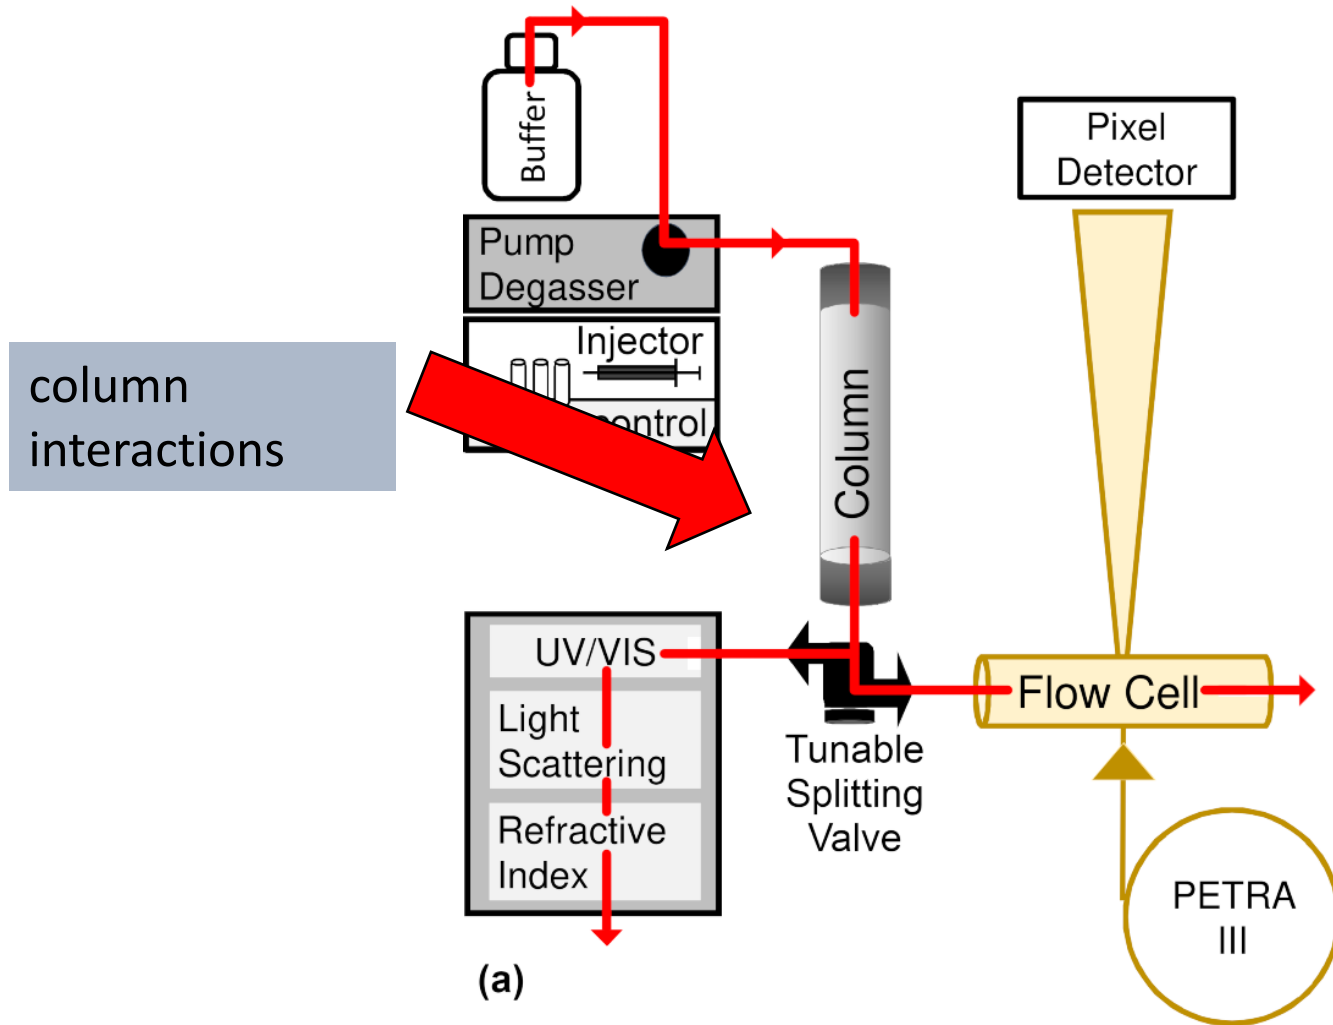 Buffer
Pump
Degasser
Injector
control
column
interactions
Column
Pixel
Detector
UV/VIS
Light
Scattering
Refractive
Index
Tunable
Splitting
Valve
Flow Cell
PETRA
III
(a)